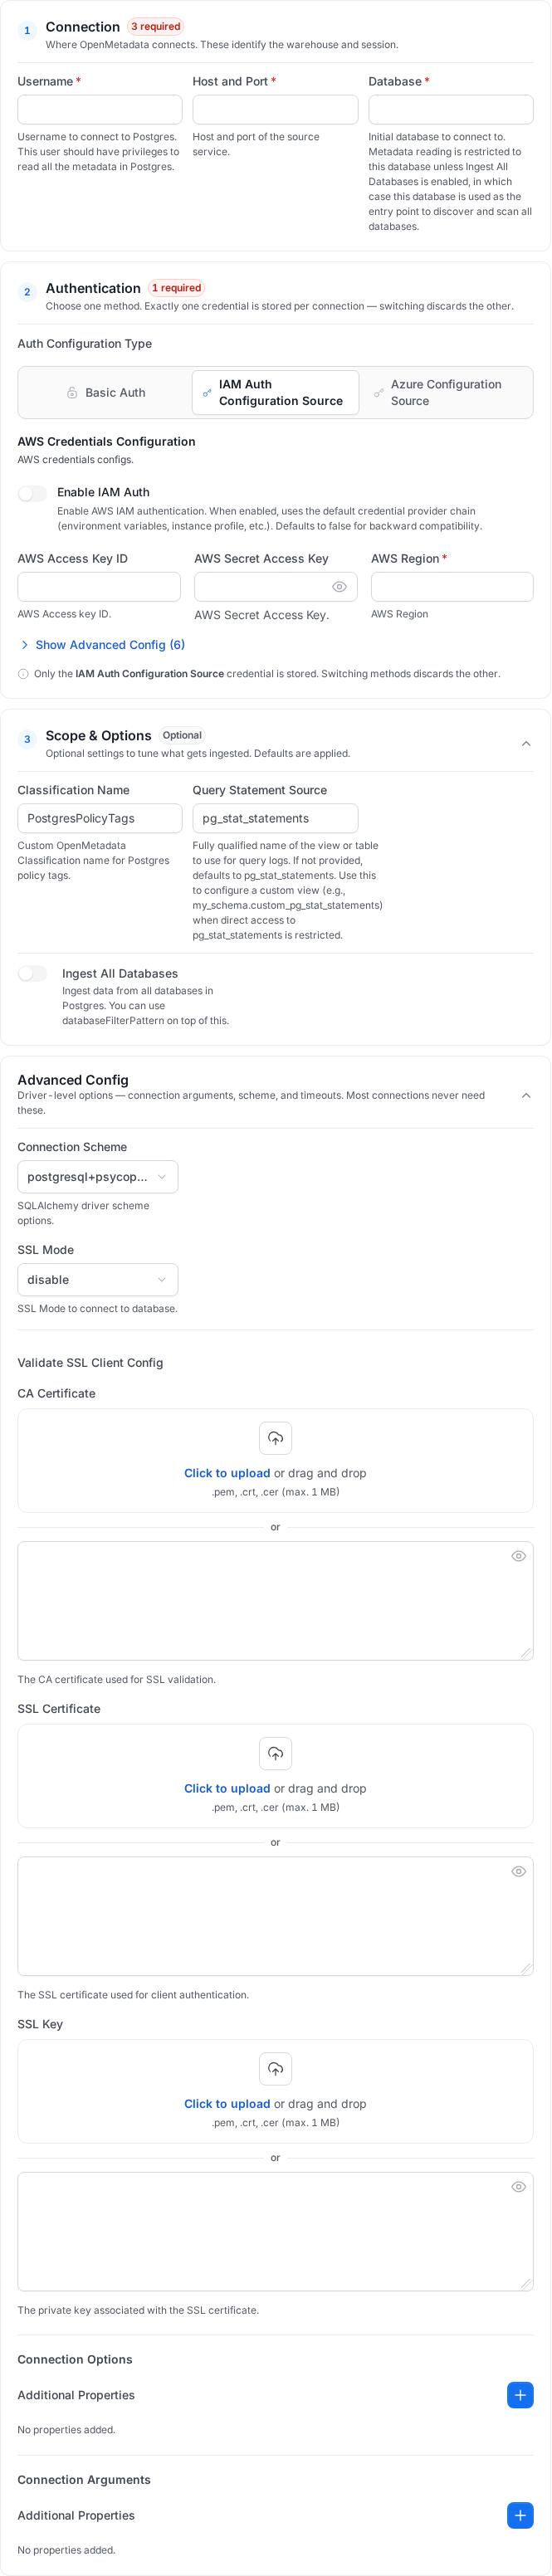 1 Connection 3 required
Where OpenMetadata connects. These identify the warehouse and session.
Username *
Username to connect to Postgres.
This user should have privileges to
read all the metadata in Postgres.
Host and Port *
Host and port of the source
service.
Database *
Initial database to connect to.
Metadata reading is restricted to
this database unless Ingest All
Databases is enabled, in which
case this database is used as the
entry point to discover and scan all
databases.
2 Authentication 1 required
Choose one method. Exactly one credential is stored per connection — switching discards the other.
Auth Configuration Type
Basic Auth
IAM Auth
Configuration Source
Azure Configuration
Source
AWS Credentials Configuration
AWS credentials configs.
Enable IAM Auth
Enable AWS IAM authentication. When enabled, uses the default credential provider chain
(environment variables, instance profile, etc.). Defaults to false for backward compatibility.
AWS Access Key ID
AWS Access key ID.
AWS Secret Access Key
AWS Secret Access Key.
AWS Region *
AWS Region
Show Advanced Config (6)
Only the IAM Auth Configuration Source credential is stored. Switching methods discards the other.
3 Scope & Options Optional
Optional settings to tune what gets ingested. Defaults are applied.
Classification Name
PostgresPolicyTags
Custom OpenMetadata
Classification name for Postgres
policy tags.
Query Statement Source
pg_stat_statements
Fully qualified name of the view or table
to use for query logs. If not provided,
defaults to pg_stat_statements. Use this
to configure a custom view (e.g.,
my_schema.custom_pg_stat_statements)
when direct access to
pg_stat_statements is restricted.
Ingest All Databases
Ingest data from all databases in
Postgres. You can use
databaseFilterPattern on top of this.
Advanced Config
Driver-level options — connection arguments, scheme, and timeouts. Most connections never need
these.
Connection Scheme
postgresql+psycop...
SQLAlchemy driver scheme
options.
SSL Mode
disable
SSL Mode to connect to database.
Validate SSL Client Config
CA Certificate
Click to upload or drag and drop
.pem, .crt, .cer (max. 1 MB)
or
The CA certificate used for SSL validation.
SSL Certificate
Click to upload or drag and drop
.pem, .crt, .cer (max. 1 MB)
or
The SSL certificate used for client authentication.
SSL Key
Click to upload or drag and drop
.pem, .crt, .cer (max. 1 MB)
or
The private key associated with the SSL certificate.
Connection Options
Additional Properties
No properties added.
Connection Arguments
Additional Properties
No properties added.